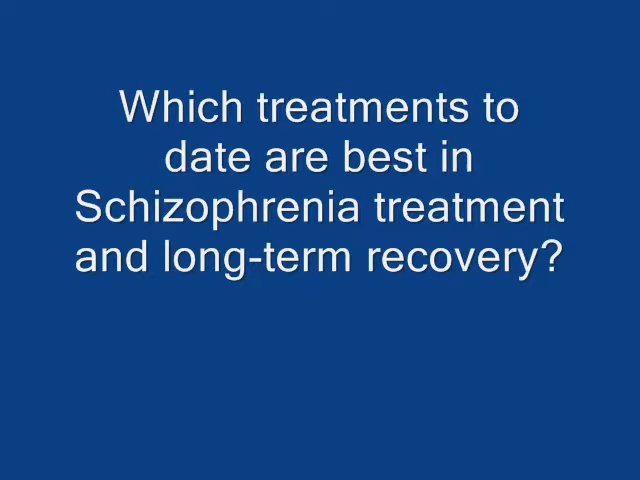 Which treatments to
date are best in
Schizophrenia treatment
and long-term recovery?